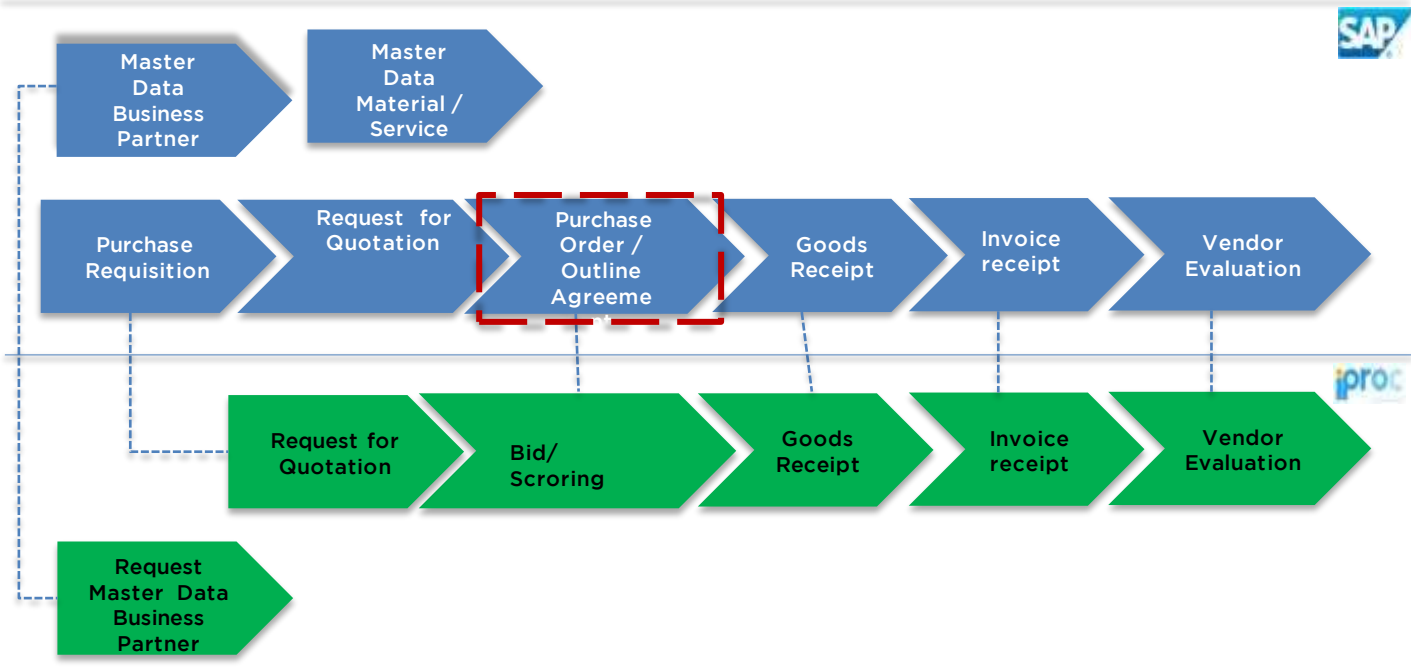 SAP
Master
Data
Business
Partner
Master
Data
Material /
Service
Purchase
Requisition
Request for
Quotation
Purchase
Order /
Outline
Agreeme
nt
Goods
Receipt
Invoice
receipt
Vendor
Evaluation
iproc
Request for
Quotation
Bid/
Scroring
Goods
Receipt
Invoice
receipt
Vendor
Evaluation
Request
Master Data
Business
Partner